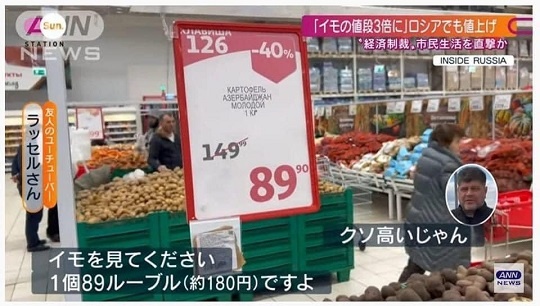 ANN
Sun.
STATION
「イモの値段3倍に」ロシアでも値上げ
"経済制裁"市民生活を直撃か
INSIDE RUSSIA
КЛАВИША
126
-40%
КАРТОФЕЛЬ
АЗЕРБАЙДЖАН
МОЛОДОЙ
1 КГ
149 99
89 90
友人のユーチューバー
ラッセルさん
イモを見てください
1個89ルーブル(約180円)ですよ
クソ高いじゃん
ANN
NEWS